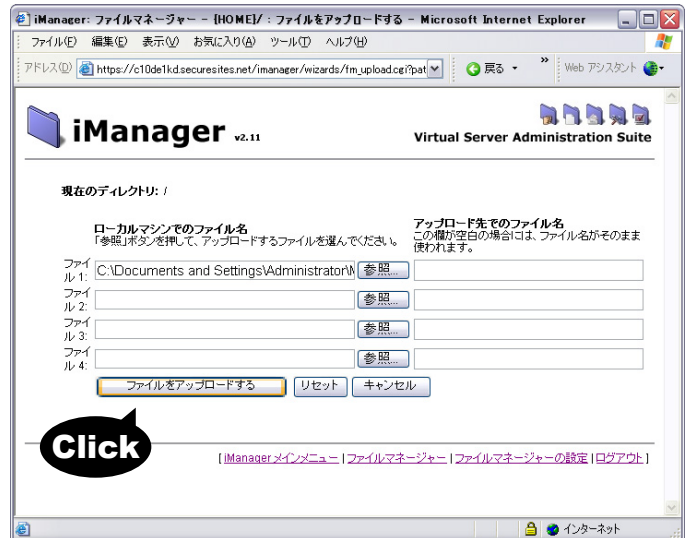 iManager: ファイルマネージャー - [HOME]/ : ファイルをアップロードする - Microsoft Internet Explorer
ファイル(F) 編集(E) 表示(V) お気に入り(A) ツール(T) ヘルプ(H)
アドレス(D) https://c10de1kd.securesites.net/imanager/wizards/fm_upload.cgi?pat 戻る » Web アシスタント
iManager v2.11
Virtual Server Administration Suite
現在のディレクトリ: /
ローカルマシンでのファイル名
「参照」ボタンを押して、アップロードするファイルを選んでください。
アップロード先でのファイル名
この欄が空白の場合には、ファイル名がそのまま
使われます。
ファイ
ル 1: C:\Documents and Settings\Administrator\M 参照...
ファイ
ル 2: 参照...
ファイ
ル 3: 参照...
ファイ
ル 4: 参照...
ファイルをアップロードする リセット キャンセル
Click
[ iManager メインメニュー | ファイルマネージャー | ファイルマネージャーの設定 | ログアウト ]
インターネット